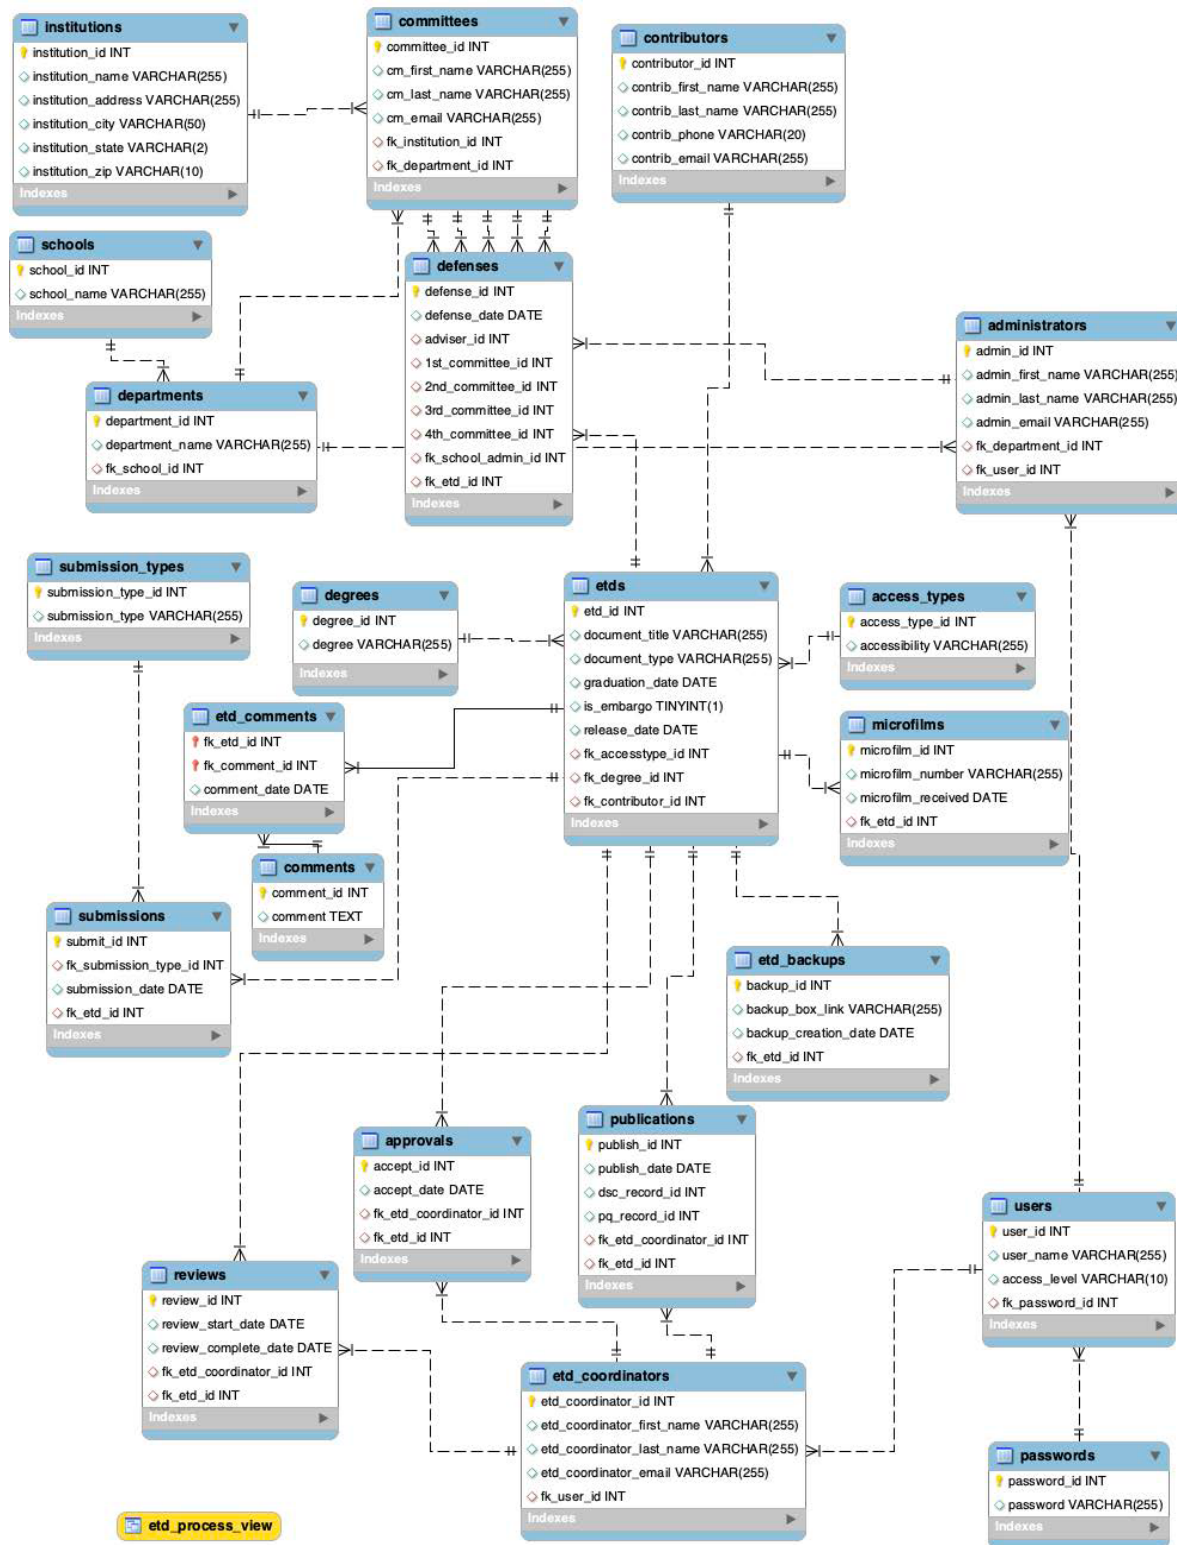 institutions
institution_id INT
institution_name VARCHAR(255)
institution_address VARCHAR(255)
institution_city VARCHAR(50)
institution_state VARCHAR(2)
institution_zip VARCHAR(10)
Indexes
committees
committee_id INT
cm_first_name VARCHAR(255)
cm_last_name VARCHAR(255)
cm_email VARCHAR(255)
fk_institution_id INT
fk_department_id INT
Indexes
contributors
contributor_id INT
contrib_first_name VARCHAR(255)
contrib_last_name VARCHAR(255)
contrib_phone VARCHAR(20)
contrib_email VARCHAR(255)
Indexes
schools
school_id INT
school_name VARCHAR(255)
Indexes
defenses
defense_id INT
defense_date DATE
adviser_id INT
1st_committee_id INT
2nd_committee_id INT
3rd_committee_id INT
4th_committee_id INT
fk_school_admin_id INT
fk_etd_id INT
Indexes
administrators
admin_id INT
admin_first_name VARCHAR(255)
admin_last_name VARCHAR(255)
admin_email VARCHAR(255)
fk_department_id INT
fk_user_id INT
Indexes
departments
department_id INT
department_name VARCHAR(255)
fk_school_id INT
Indexes
submission_types
submission_type_id INT
submission_type VARCHAR(255)
Indexes
degrees
degree_id INT
degree VARCHAR(255)
Indexes
etds
etd_id INT
document_title VARCHAR(255)
document_type VARCHAR(255)
graduation_date DATE
is_embargo TINYINT(1)
release_date DATE
fk_accesstype_id INT
fk_degree_id INT
fk_contributor_id INT
Indexes
access_types
access_type_id INT
accessibility VARCHAR(255)
Indexes
etd_comments
fk_etd_id INT
fk_comment_id INT
comment_date DATE
Indexes
microfilms
microfilm_id INT
microfilm_number VARCHAR(255)
microfilm_received DATE
fk_etd_id INT
Indexes
comments
comment_id INT
comment TEXT
Indexes
submissions
submit_id INT
fk_submission_type_id INT
submission_date DATE
fk_etd_id INT
Indexes
etd_backups
backup_id INT
backup_box_link VARCHAR(255)
backup_creation_date DATE
fk_etd_id INT
Indexes
approvals
accept_id INT
accept_date DATE
fk_etd_coordinator_id INT
fk_etd_id INT
Indexes
publications
publish_id INT
publish_date DATE
dsc_record_id INT
pq_record_id INT
fk_etd_coordinator_id INT
fk_etd_id INT
Indexes
users
user_id INT
user_name VARCHAR(255)
access_level VARCHAR(10)
fk_password_id INT
Indexes
reviews
review_id INT
review_start_date DATE
review_complete_date DATE
fk_etd_coordinator_id INT
fk_etd_id INT
Indexes
etd_coordinators
etd_coordinator_id INT
etd_coordinator_first_name VARCHAR(255)
etd_coordinator_last_name VARCHAR(255)
etd_coordinator_email VARCHAR(255)
fk_user_id INT
Indexes
passwords
password_id INT
password VARCHAR(255)
Indexes
etd_process_view